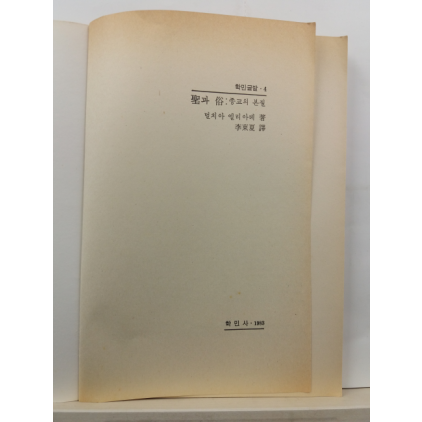 학민글밭·4
聖과 俗：종교의 본질
멀치아 엘리아데 著
李東夏 譯
학민사·1983